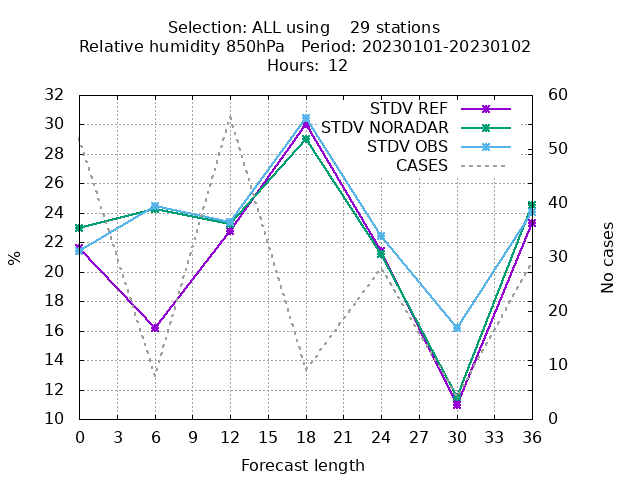 Selection: ALL using    29 stations
Relative humidity 850hPa   Period: 20230101-20230102
Hours: 12
32
30
28
26
24
22
20
18
16
14
12
10
%
60
50
40
30
20
10
0
No cases
STDV REF
STDV NORADAR
STDV OBS
CASES
0 3 6 9 12 15 18 21 24 27 30 33 36
Forecast length